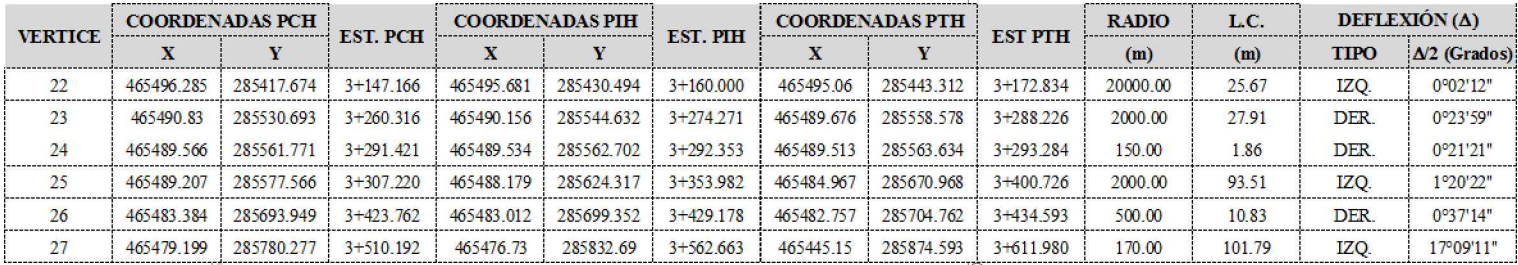 VERTICE COORDENADAS PCH EST. PCH COORDENADAS PIH EST. PIH COORDENADAS PTH EST PTH RADIO L.C. DEFLEXIÓN (Δ)
X Y X Y X Y (m) (m) TIPO Δ/2 (Grados)
22 465496.285 285417.674 3+147.166 465495.681 285430.494 3+160.000 465495.06 285443.312 3+172.834 20000.00 25.67 IZQ. 0°02'12"
23 465490.83 285530.693 3+260.316 465490.156 285544.632 3+274.271 465489.676 285558.578 3+288.226 2000.00 27.91 DER. 0°23'59"
24 465489.566 285561.771 3+291.421 465489.534 285562.702 3+292.353 465489.513 285563.634 3+293.284 150.00 1.86 DER. 0°21'21"
25 465489.207 285577.566 3+307.220 465488.179 285624.317 3+353.982 465484.967 285670.968 3+400.726 2000.00 93.51 IZQ. 1°20'22"
26 465483.384 285693.949 3+423.762 465483.012 285699.352 3+429.178 465482.757 285704.762 3+434.593 500.00 10.83 DER. 0°37'14"
27 465479.199 285780.277 3+510.192 465476.73 285832.69 3+562.663 465445.15 285874.593 3+611.980 170.00 101.79 IZQ. 17°09'11"